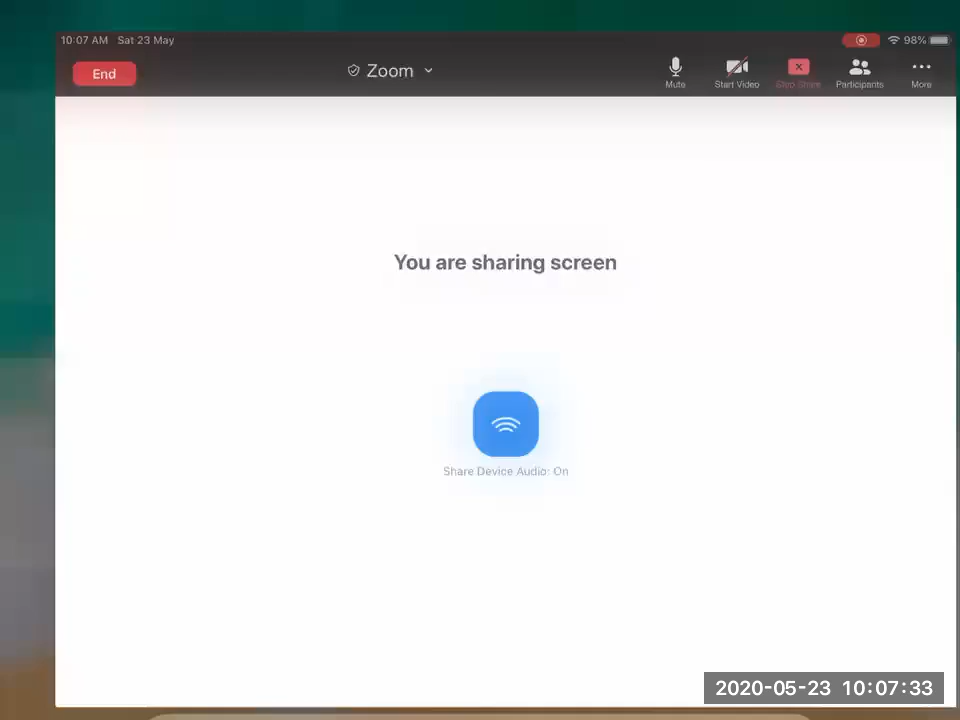 10:07 AM Sat 23 May
98%
End
Zoom
Mute
Start Video
Stop Share
Participants
More
You are sharing screen
Share Device Audio: On
2020-05-23 10:07:33